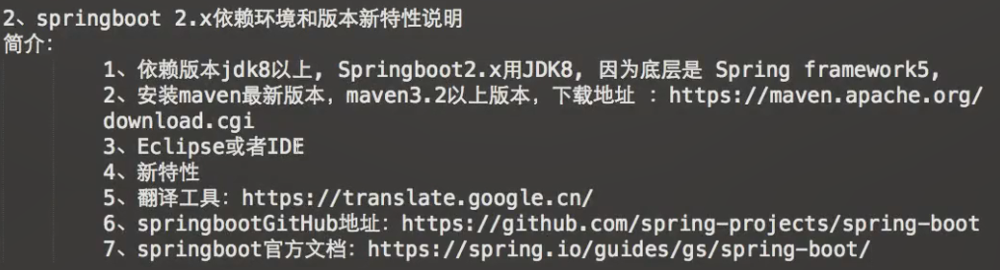 2、springboot 2.x依赖环境和版本新特性说明
简介：
1、依赖版本jdk8以上, Springboot2.x用JDK8, 因为底层是 Spring framework5,
2、安装maven最新版本，maven3.2以上版本，下载地址 ：https://maven.apache.org/
download.cgi
3、Eclipse或者IDE
4、新特性
5、翻译工具：https://translate.google.cn/
6、springbootGitHub地址：https://github.com/spring-projects/spring-boot
7、springboot官方文档：https://spring.io/guides/gs/spring-boot/